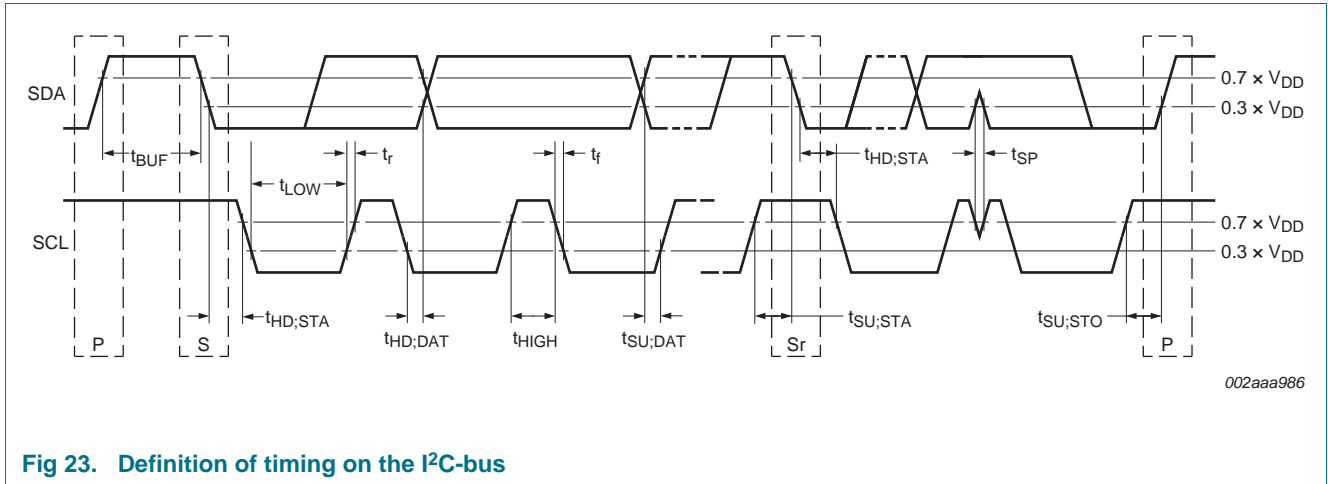 SDA
0.7 × VDD
0.3 × VDD
tBUF
tLOW
tr
tf
tHD;STA
tSP
SCL
0.7 × VDD
0.3 × VDD
tHD;STA
tHD;DAT
tHIGH
tSU;DAT
tSU;STA
tSU;STO
P
S
Sr
P
002aaa986
Fig 23. Definition of timing on the I²C-bus